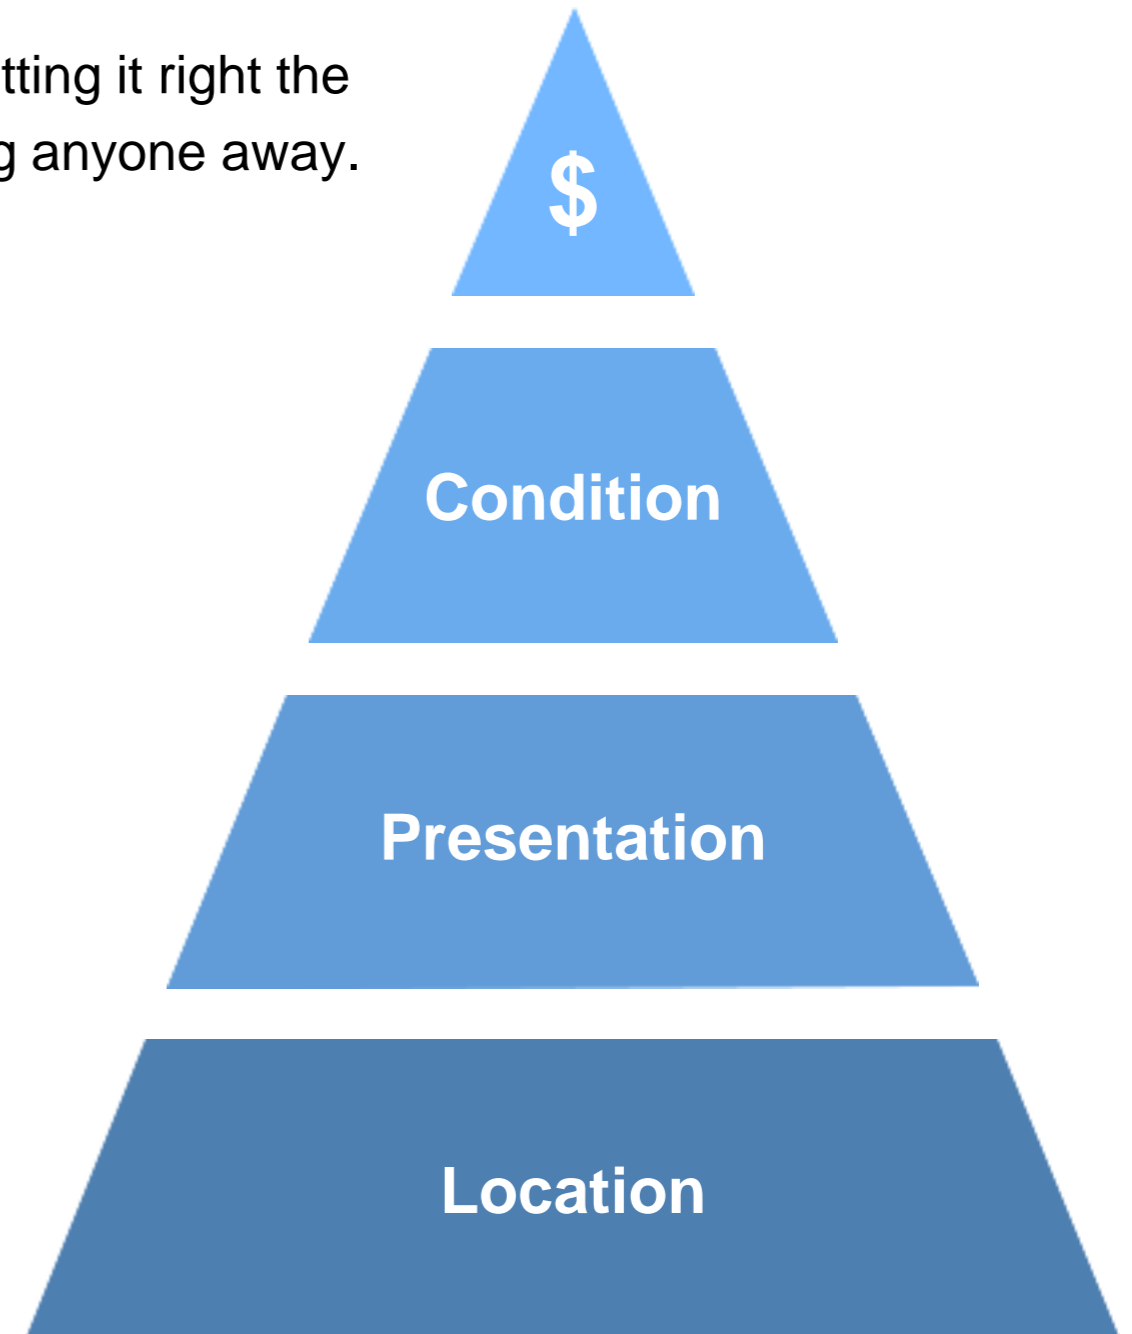 tting it right the
g anyone away.
$
Condition
Presentation
Location